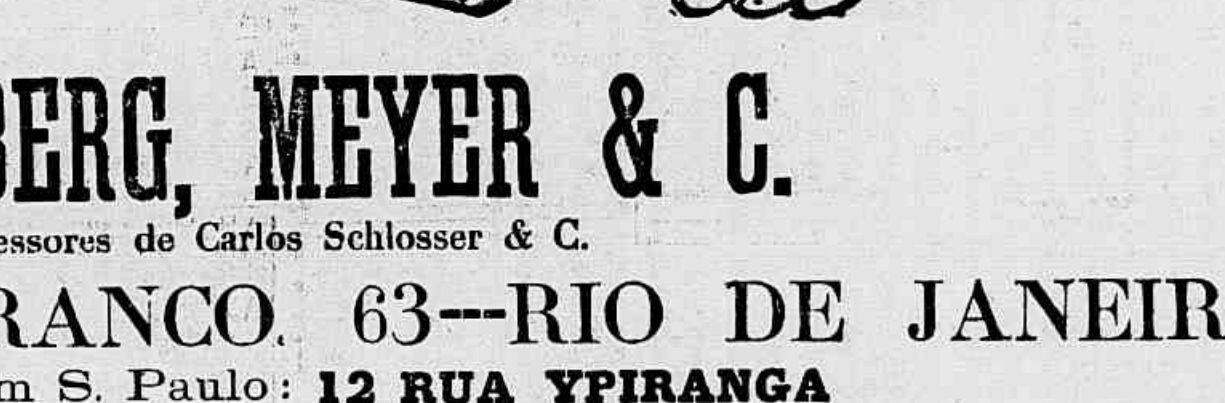 BERG, MEYER & C.
essores de Carlos Schlosser & C.
RANCO, 63---RIO DE JANEIR
m S. Paulo: 12 RUA YPIRANGA